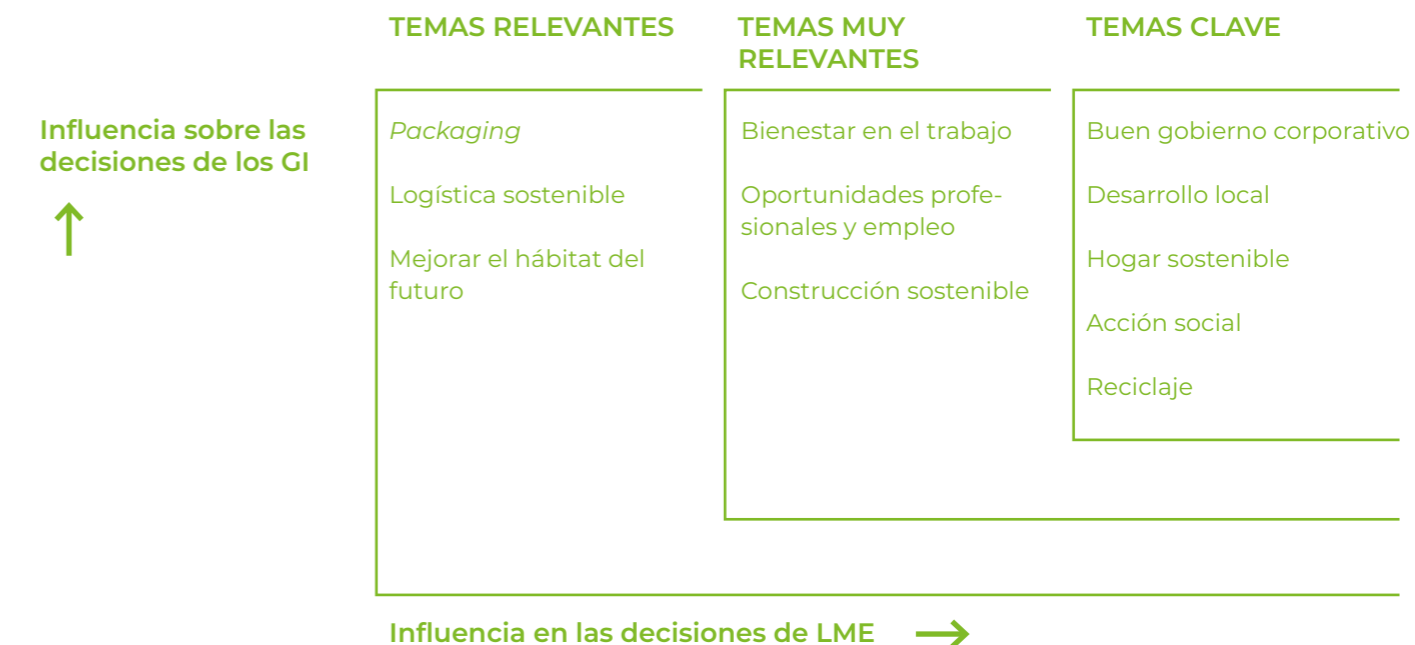 TEMAS RELEVANTES
TEMAS MUY
RELEVANTES
TEMAS CLAVE
Influencia sobre las
decisiones de los GI
Packaging
Logística sostenible
Mejorar el hábitat del
futuro
Bienestar en el trabajo
Oportunidades profe-
sionales y empleo
Construcción sostenible
Buen gobierno corporativo
Desarrollo local
Hogar sostenible
Acción social
Reciclaje
Influencia en las decisiones de LME